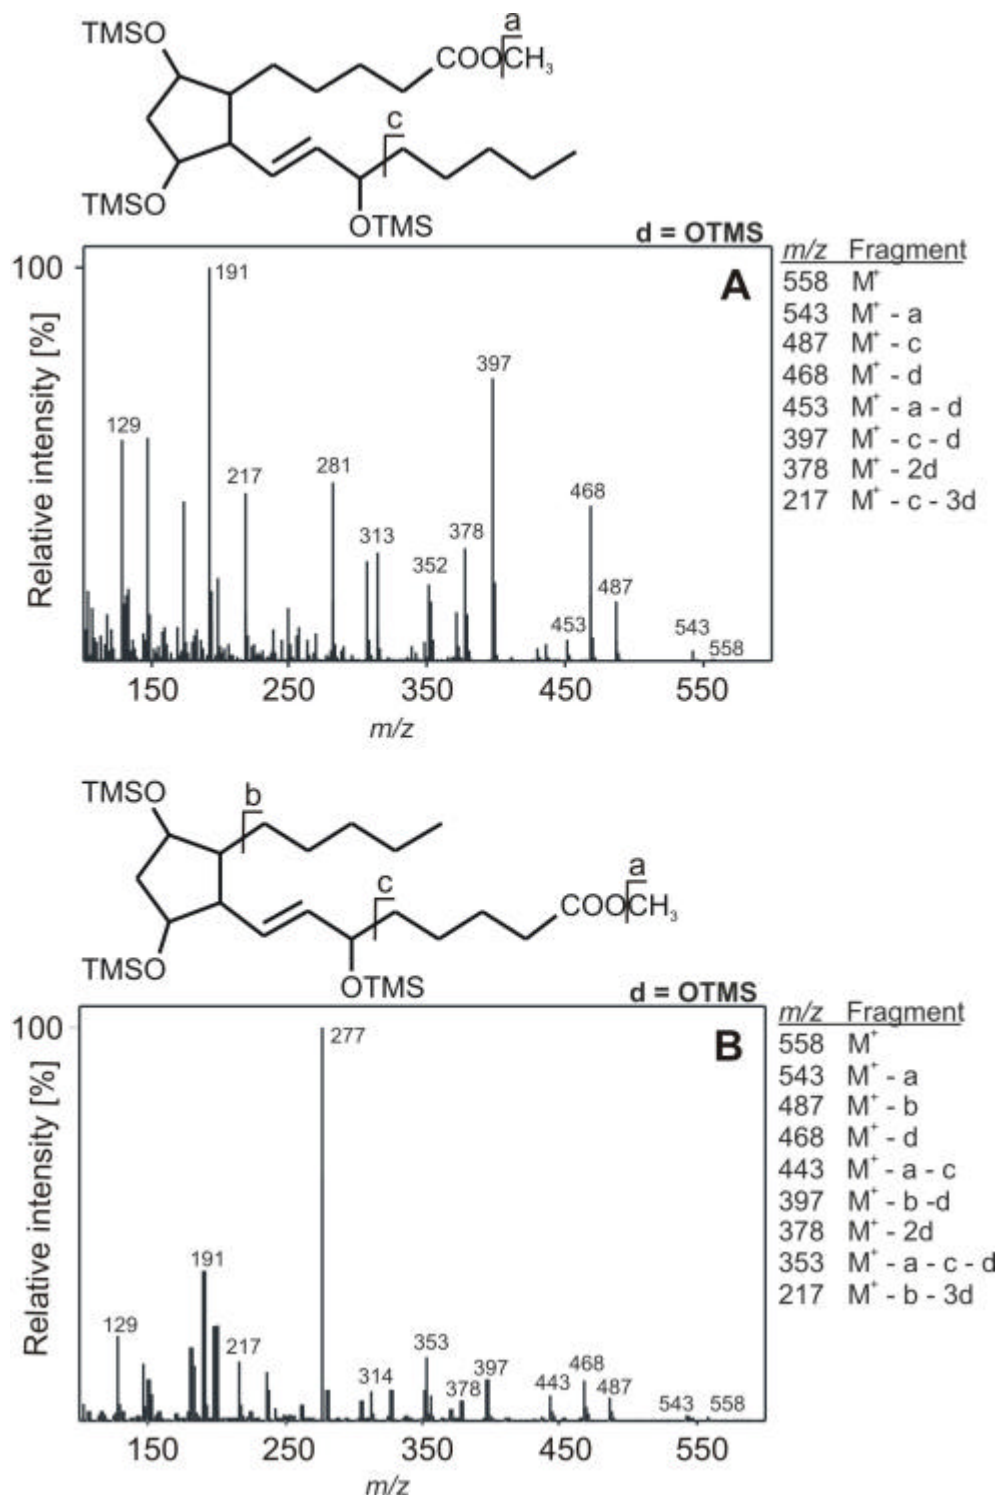 TMSO
a
COOCH₃
c
TMSO
OTMS
d = OTMS
m/z Fragment
558 M⁺
543 M⁺ - a
487 M⁺ - c
468 M⁺ - d
453 M⁺ - a - d
397 M⁺ - c - d
378 M⁺ - 2d
217 M⁺ - c - 3d
A
100
Relative intensity [%]
129
191
217
281
313
352
378
397
453
468
487
543
558
150 250 350 450 550
m/z
TMSO
b
a
c
COOCH₃
TMSO
OTMS
d = OTMS
m/z Fragment
558 M⁺
543 M⁺ - a
487 M⁺ - b
468 M⁺ - d
443 M⁺ - a - c
397 M⁺ - b -d
378 M⁺ - 2d
353 M⁺ - a - c - d
217 M⁺ - b - 3d
B
100
Relative intensity [%]
129
191
217
277
314
353
378
397
443
468
487
543
558
150 250 350 450 550
m/z